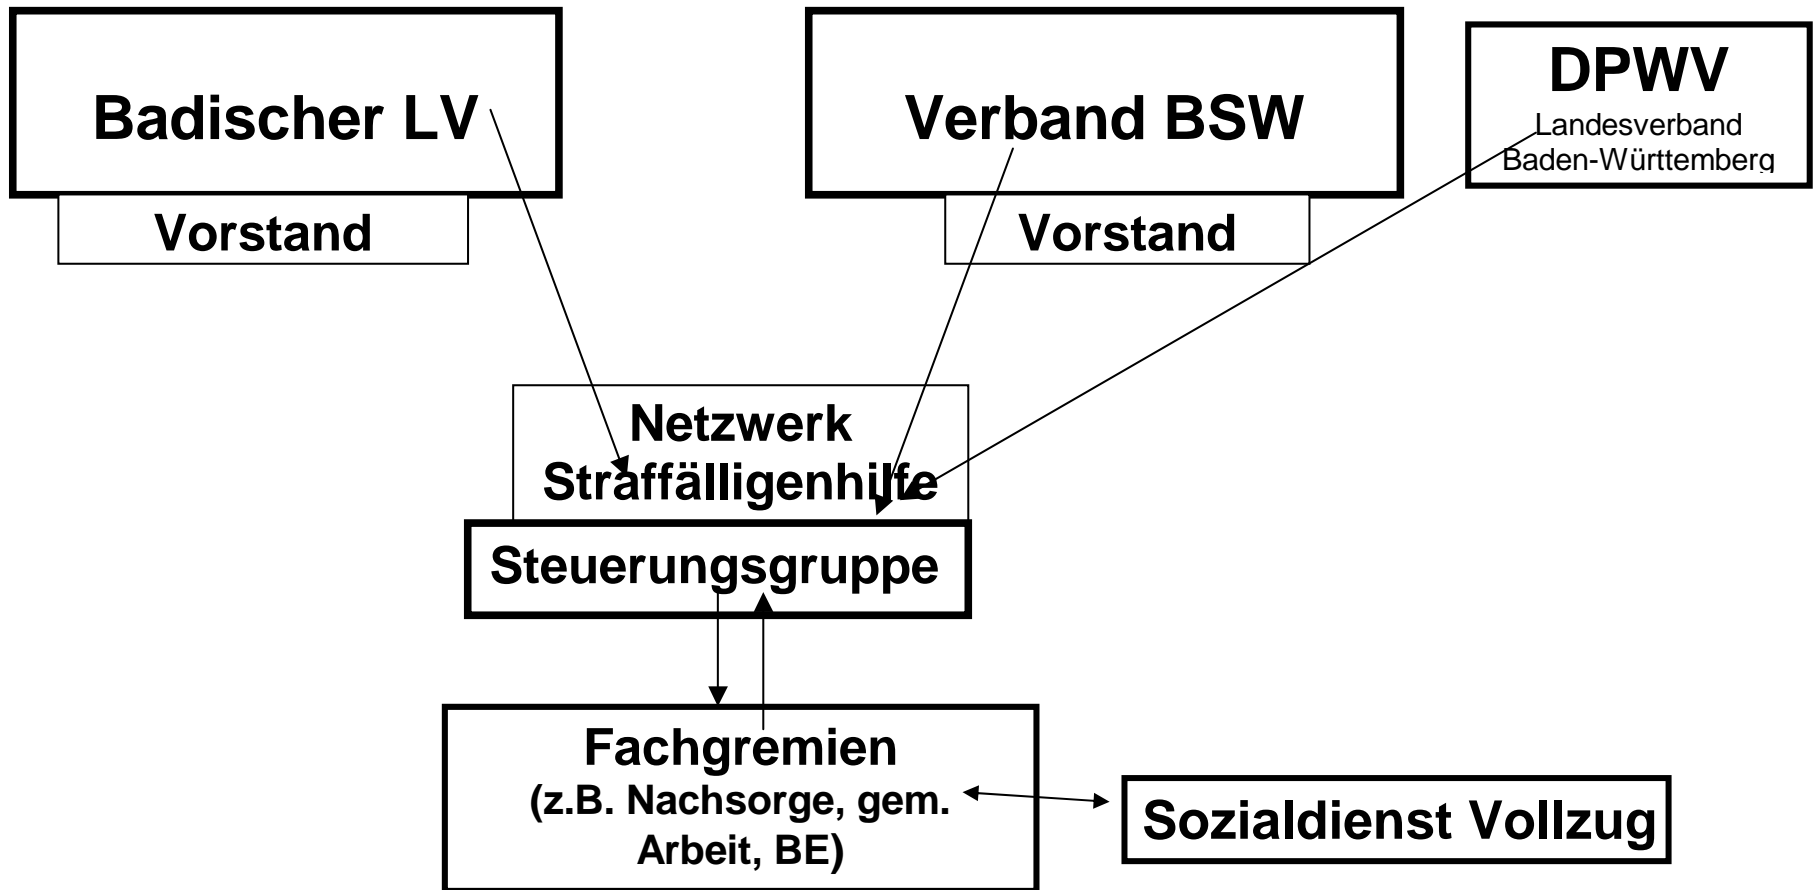 Badischer LV
Vorstand
Verband BSW
Vorstand
DPWV
Landesverband
Baden-Württemberg
Netzwerk
Straffälligenhilfe
Steuerungsgruppe
Fachgremien
(z.B. Nachsorge, gem.
Arbeit, BE)
Sozialdienst Vollzug